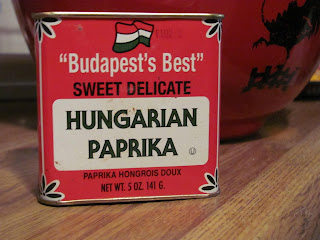 "Budapest's Best"
SWEET DELICATE
HUNGARIAN
PAPRIKA
PAPRIKA HONGROIS DOUX
NET WT. 5 OZ. 141 G.